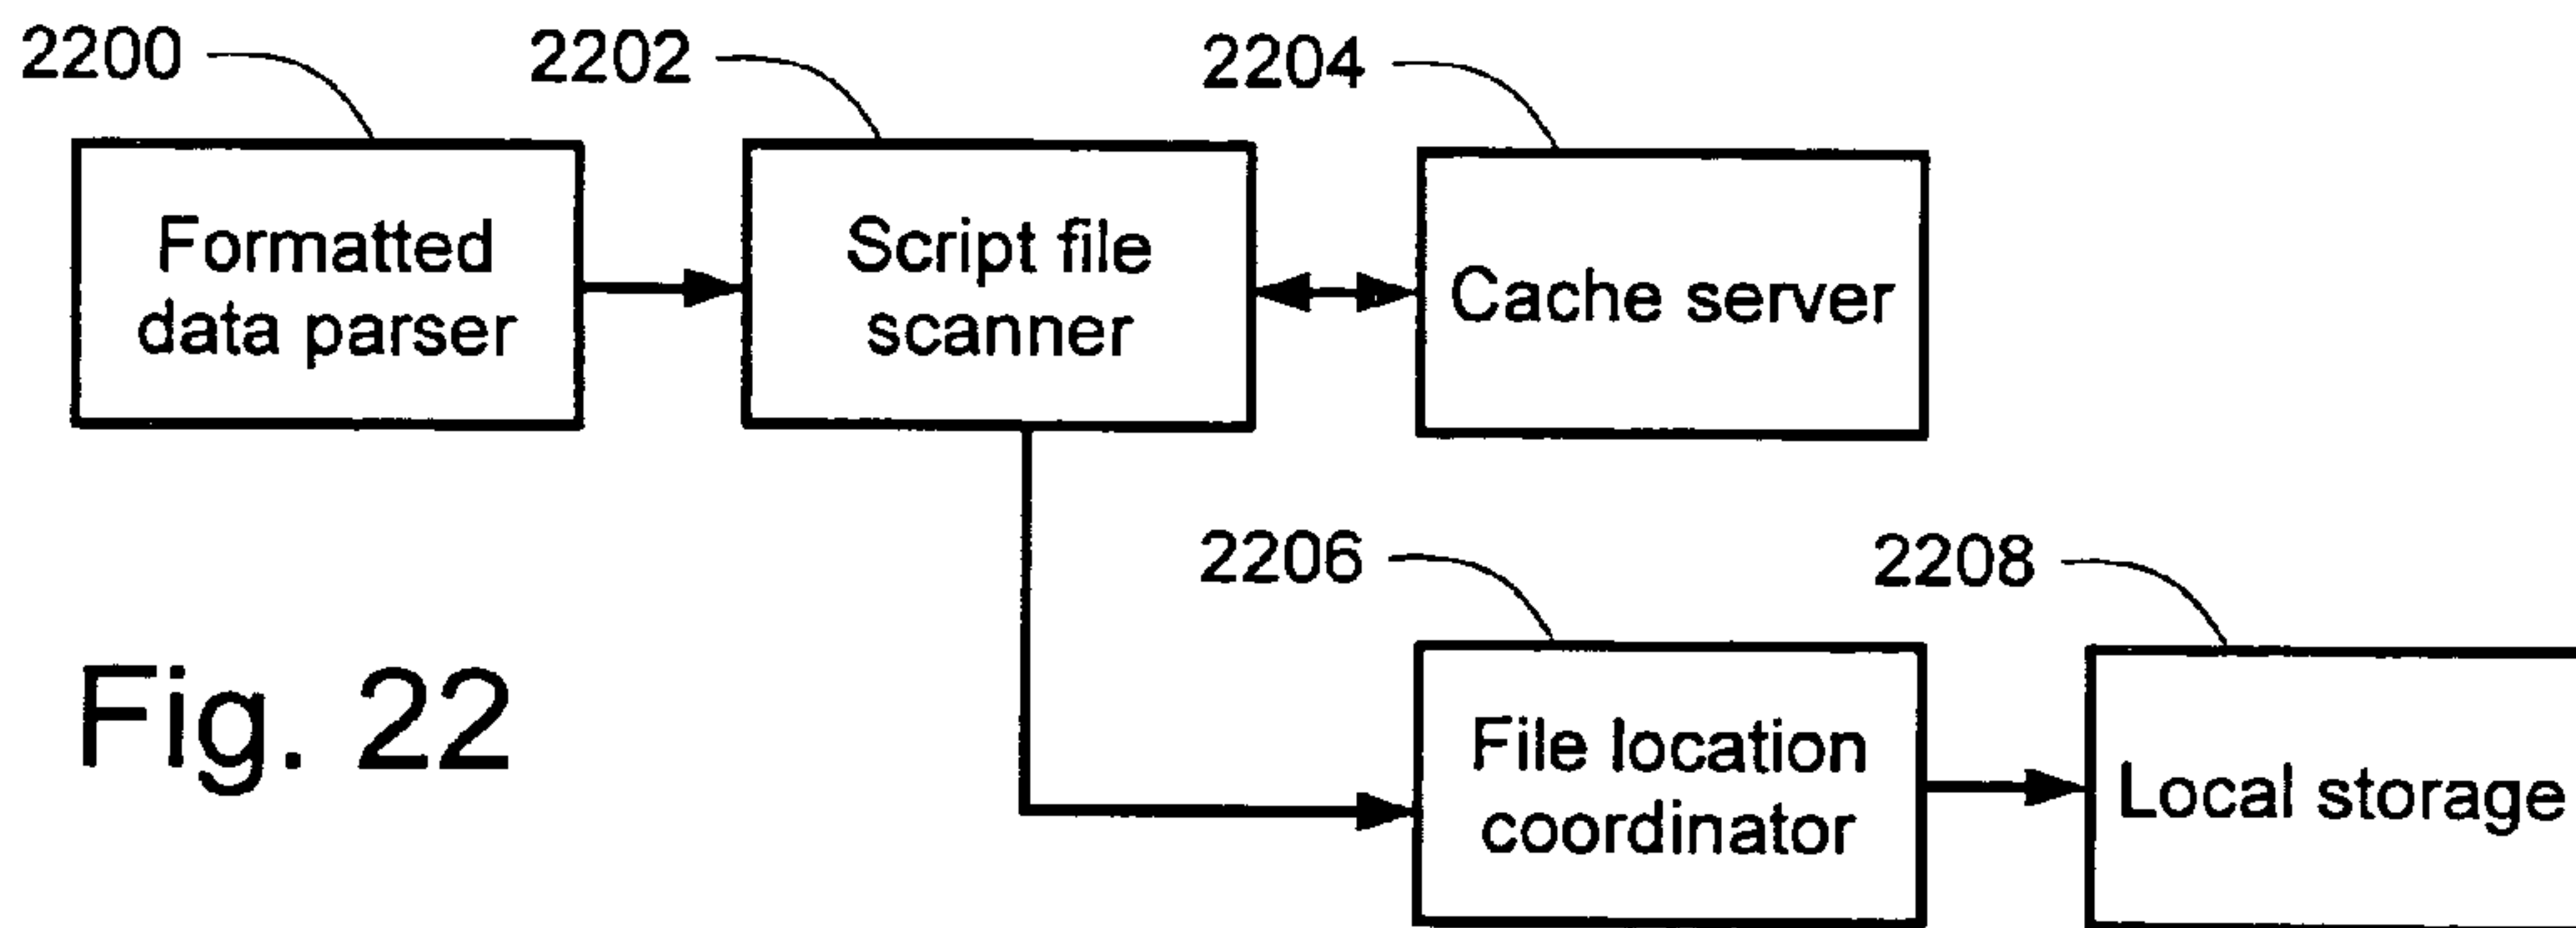 2200
2202
2204
Formatted
data parser
Script file
scanner
Cache server
2206
2208
Fig. 22
File location
coordinator
Local storage